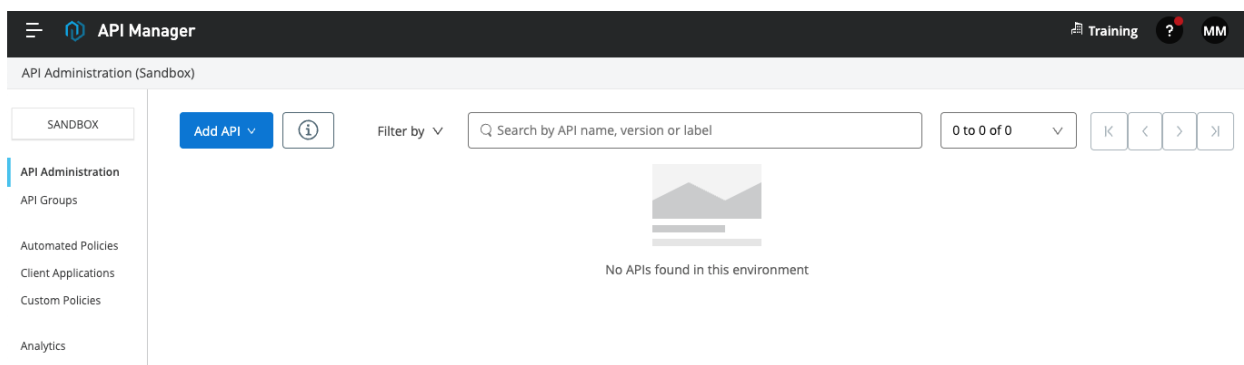 API Manager
Training
?
MM
API Administration (Sandbox)
SANDBOX
Add API
i
Filter by
Search by API name, version or label
0 to 0 of 0
API Administration
API Groups
Automated Policies
Client Applications
Custom Policies
Analytics
No APIs found in this environment